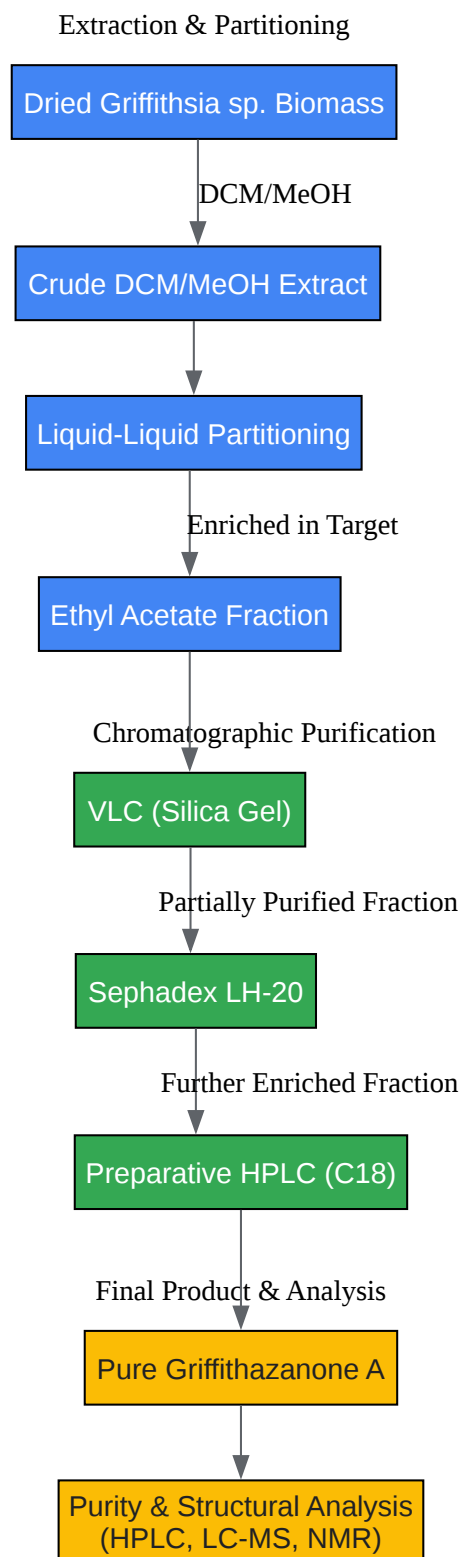 Extraction & Partitioning
Dried Griffithsia sp. Biomass
DCM/MeOH
Crude DCM/MeOH Extract
Liquid-Liquid Partitioning
Enriched in Target
Ethyl Acetate Fraction
Chromatographic Purification
VLC (Silica Gel)
Partially Purified Fraction
Sephadex LH-20
Further Enriched Fraction
Preparative HPLC (C18)
Final Product & Analysis
Pure Griffithazanone A
Purity & Structural Analysis
(HPLC, LC-MS, NMR)